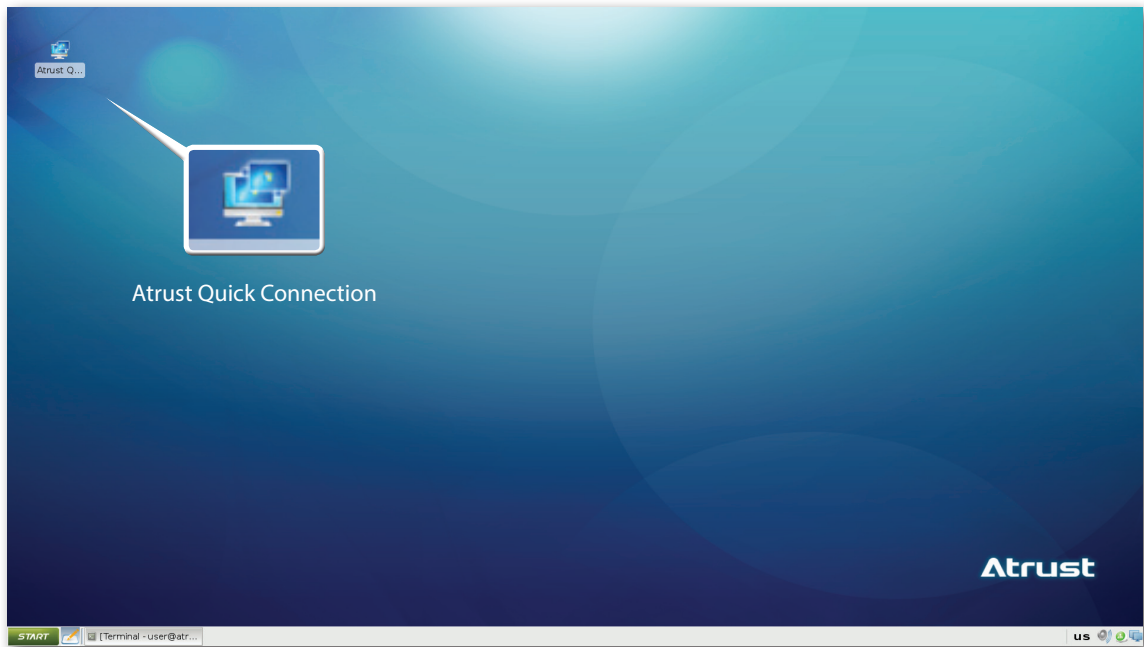 Atrust Q...
Atrust Quick Connection
Atrust
START
[Terminal - user@atr...
us